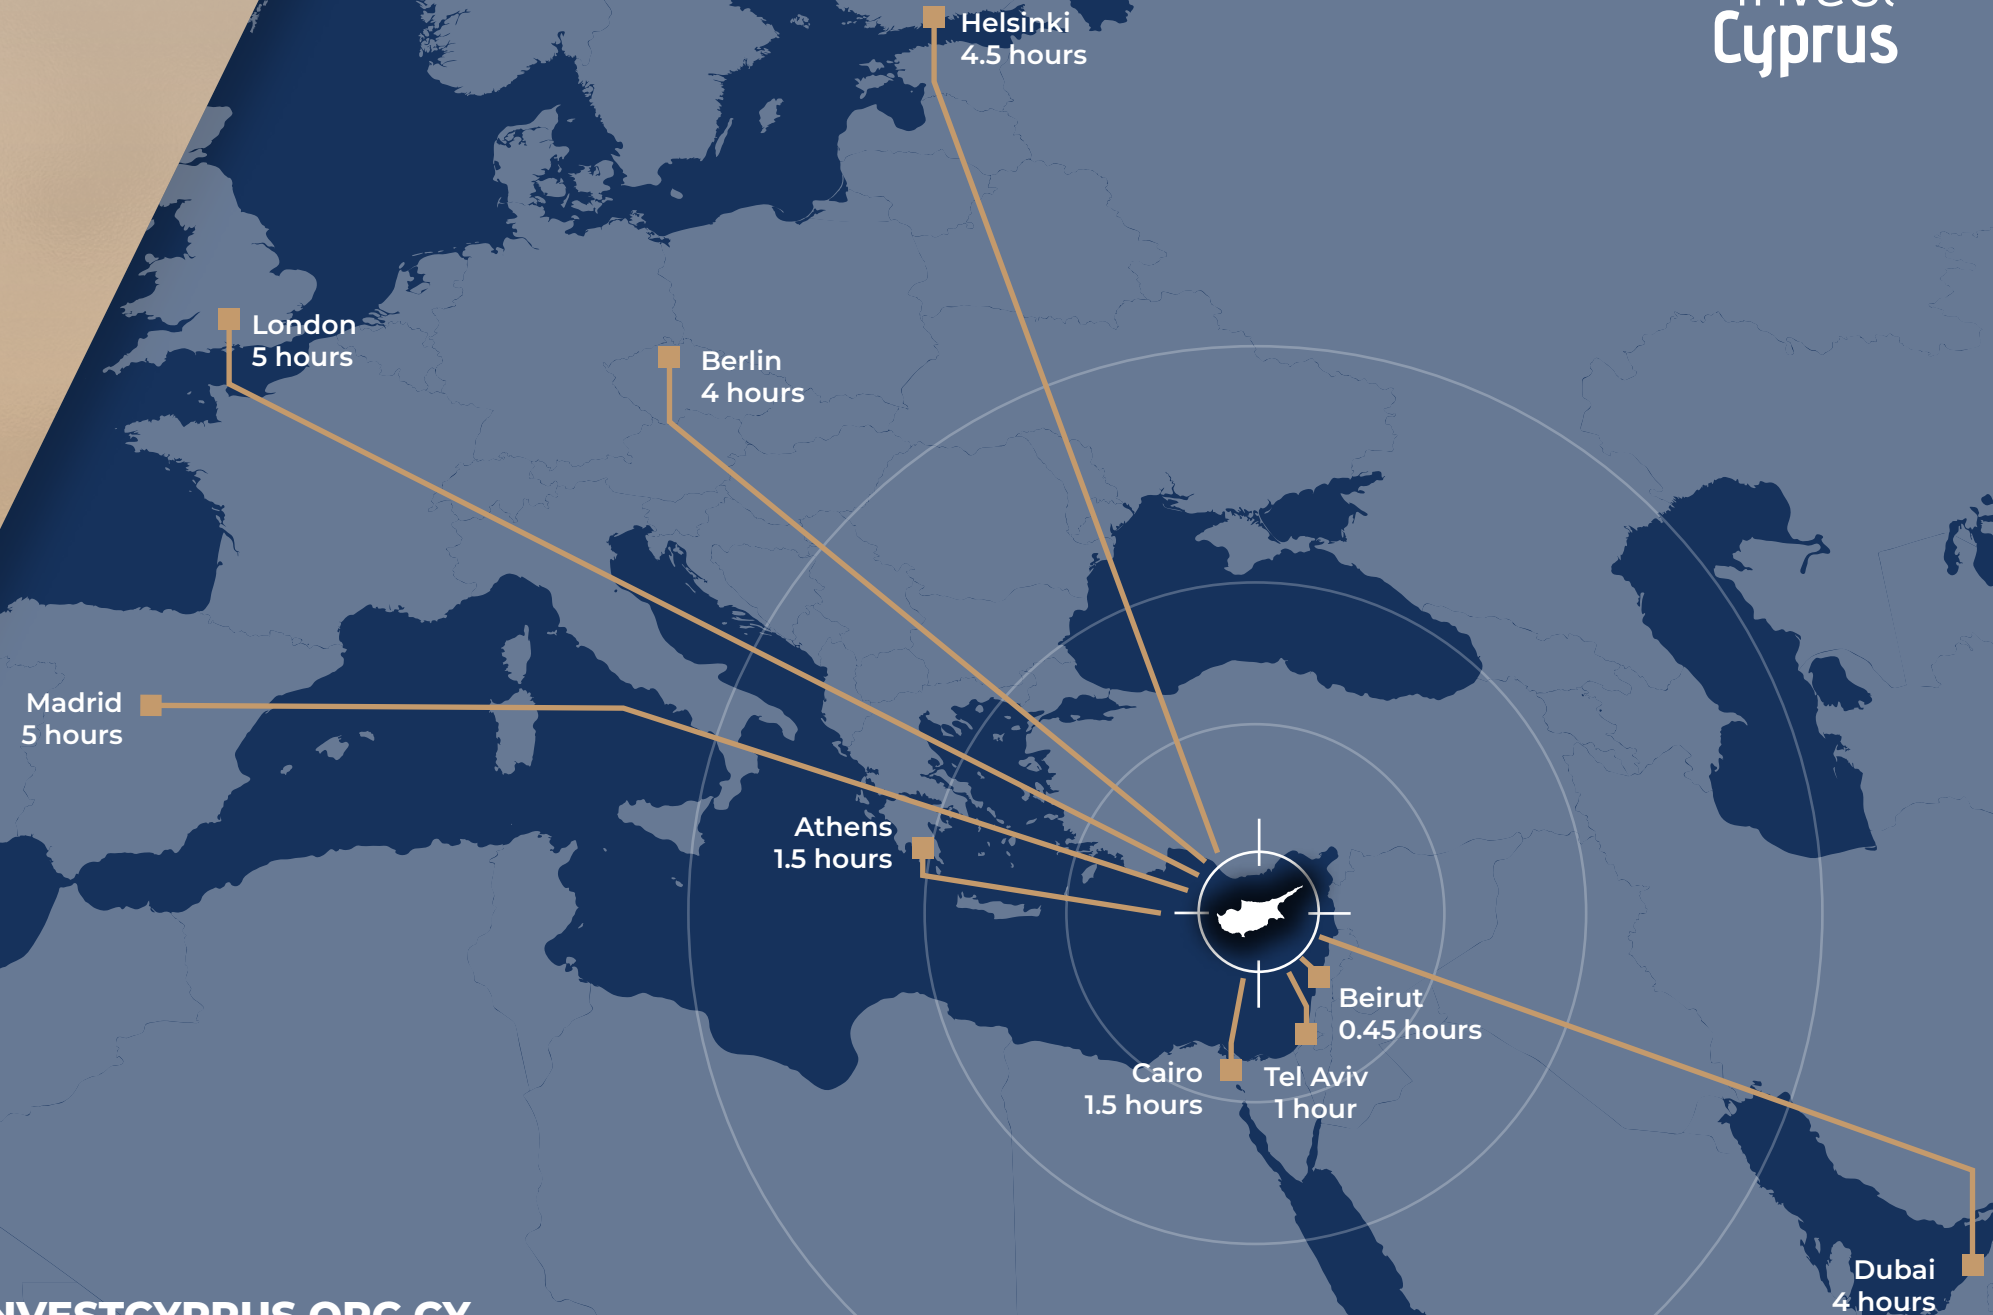 Helsinki
4.5 hours
Cyprus
London
5 hours
Berlin
4 hours
Madrid
5 hours
Athens
1.5 hours
Beirut
0.45 hours
Cairo
1.5 hours
Tel Aviv
1 hour
Dubai
4 hours